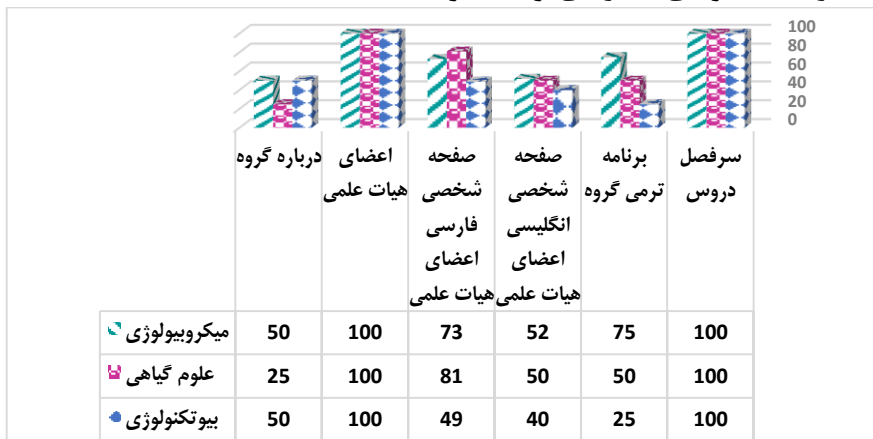 100
80
60
40
20
0
درباره گروه
اعضای
هیات علمی
صفحه
شخصی
فارسی
اعضای
هیات علمی
صفحه
شخصی
انگلیسی
اعضای
هیات علمی
برنامه
ترمی گروه
سرفصل
دروس
میکروبیولوژی 50 100 73 52 75 100
علوم گیاهی 25 100 81 50 50 100
بیوتکنولوژی 50 100 49 40 25 100